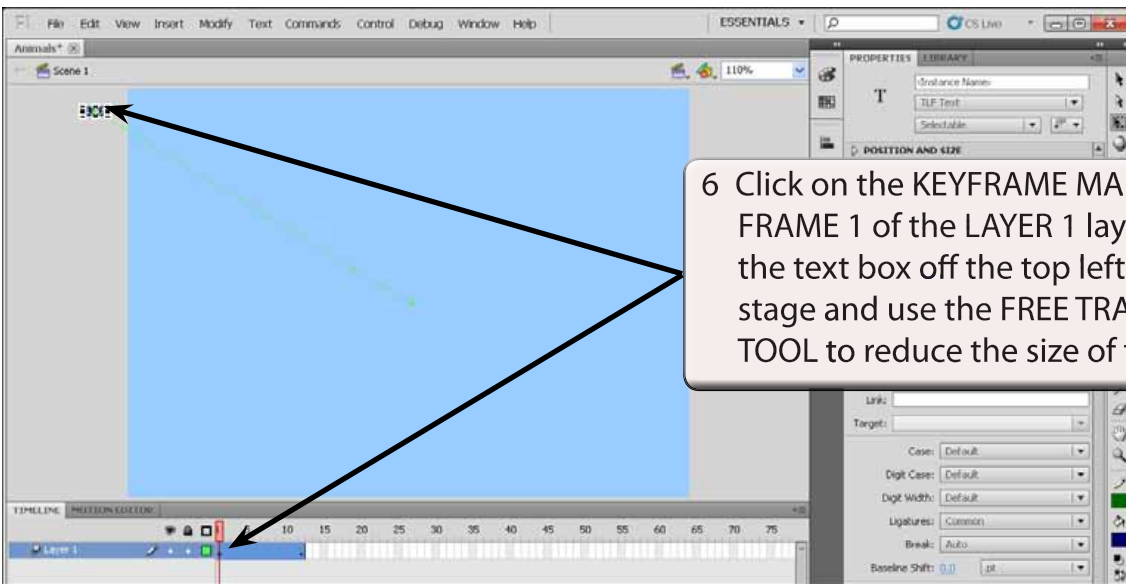 Fl File Edit View Insert Modify Text Commands Control Debug Window Help ESSENTIALS CS Live
Animals*
Scene 1 110%
PROPERTIES LIBRARY
<Instance Name>
T TLF Text
Selectable
POSITION AND SIZE
6 Click on the KEYFRAME MA
FRAME 1 of the LAYER 1 lay
the text box off the top left
stage and use the FREE TRA
TOOL to reduce the size of
Link:
Target:
Case: Default
Digit Case: Default
Digit Width: Default
Ligatures: Common
Break: Auto
Baseline Shift: 0.0 pt
TIMELINE MOTION EDITOR
10 15 20 25 30 35 40 45 50 55 60 65 70 75
Layer 1